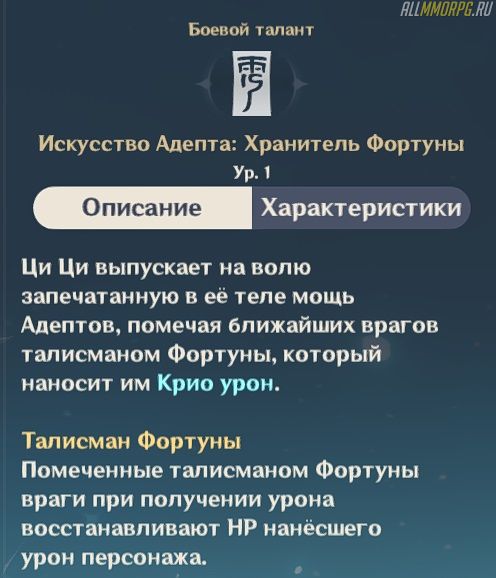 ALLMMORPG.RU
Боевой талант
Искусство Адепта: Хранитель Фортуны
Ур. 1
Описание Характеристики
Ци Ци выпускает на волю
запечатанную в её теле мощь
Адептов, помечая ближайших врагов
талисманом Фортуны, который
наносит им Крио урон.
Талисман Фортуны
Помеченные талисманом Фортуны
враги при получении урона
восстанавливают HP нанёсшего
урон персонажа.